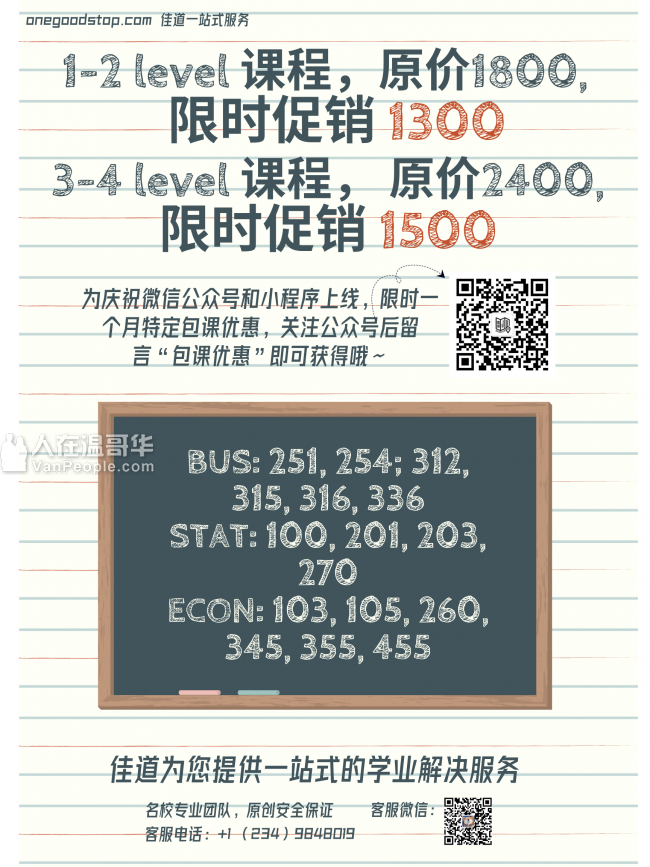 onegoodstop.com 佳道一站式服务
1-2 level 课程，原价1800,
限时促销 1300
3-4 level 课程， 原价2400,
限时促销 1500
为庆祝微信公众号和小程序上线，限时一
个月特定包课优惠，关注公众号后留
言“包课优惠”即可获得哦~
人在温哥华
VanPeople.com
BUS: 251, 254; 312,
315, 316, 336
STAT: 100, 201, 203,
270
ECON: 103, 105, 260,
345, 355, 455
佳道为您提供一站式的学业解决服务
名校专业团队，原创安全保证 客服微信：
客服电话：+1 （234）9848019